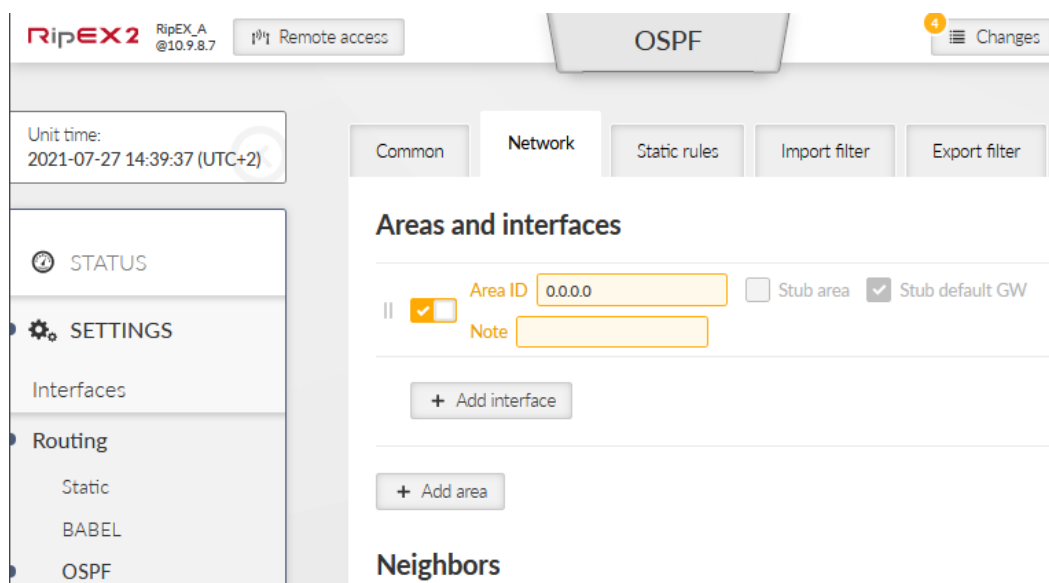 RipEX2
RipEX_A
@10.9.8.7
Remote access
OSPF
4
Changes
Unit time:
2021-07-27 14:39:37 (UTC+2)
Common
Network
Static rules
Import filter
Export filter
Areas and interfaces
STATUS
Area ID 0.0.0.0
Stub area
Stub default GW
Note
SETTINGS
Interfaces
+ Add interface
Routing
Static
+ Add area
BABEL
OSPF
Neighbors